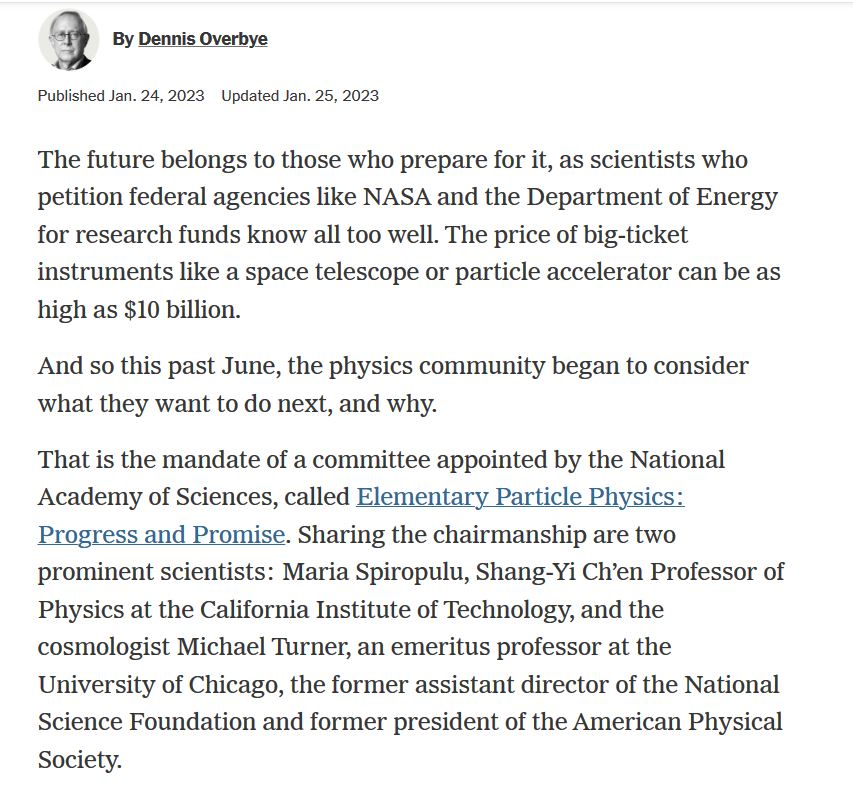 By Dennis Overbye
Published Jan. 24, 2023 Updated Jan. 25, 2023
The future belongs to those who prepare for it, as scientists who
petition federal agencies like NASA and the Department of Energy
for research funds know all too well. The price of big-ticket
instruments like a space telescope or particle accelerator can be as
high as $10 billion.
And so this past June, the physics community began to consider
what they want to do next, and why.
That is the mandate of a committee appointed by the National
Academy of Sciences, called Elementary Particle Physics:
Progress and Promise. Sharing the chairmanship are two
prominent scientists: Maria Spiropulu, Shang-Yi Ch’en Professor of
Physics at the California Institute of Technology, and the
cosmologist Michael Turner, an emeritus professor at the
University of Chicago, the former assistant director of the National
Science Foundation and former president of the American Physical
Society.